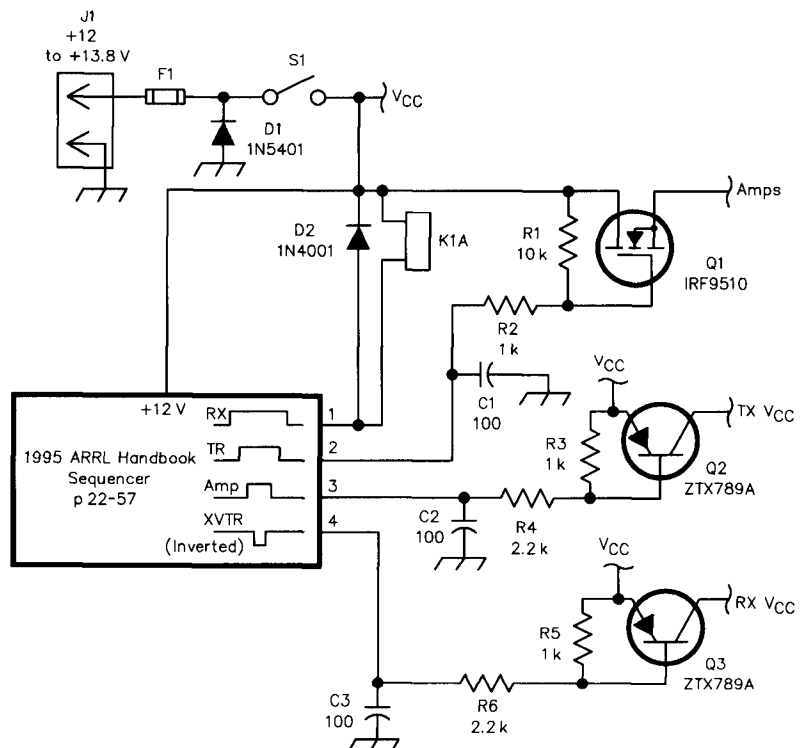 J1
+12
to +13.8 V
F1
S1
VCC
D1
1N5401
D2
1N4001
K1A
R1
10 k
Amps
Q1
IRF9510
R2
1 k
C1
100
+12 V
RX
1
TR
2
Amp
3
XVTR
4
(Inverted)
1995 ARRL Handbook
Sequencer
p 22-57
VCC
R3
1 k
TX VCC
Q2
ZTX789A
C2
100
R4
2.2 k
VCC
R5
1 k
RX VCC
Q3
ZTX789A
C3
100
R6
2.2 k